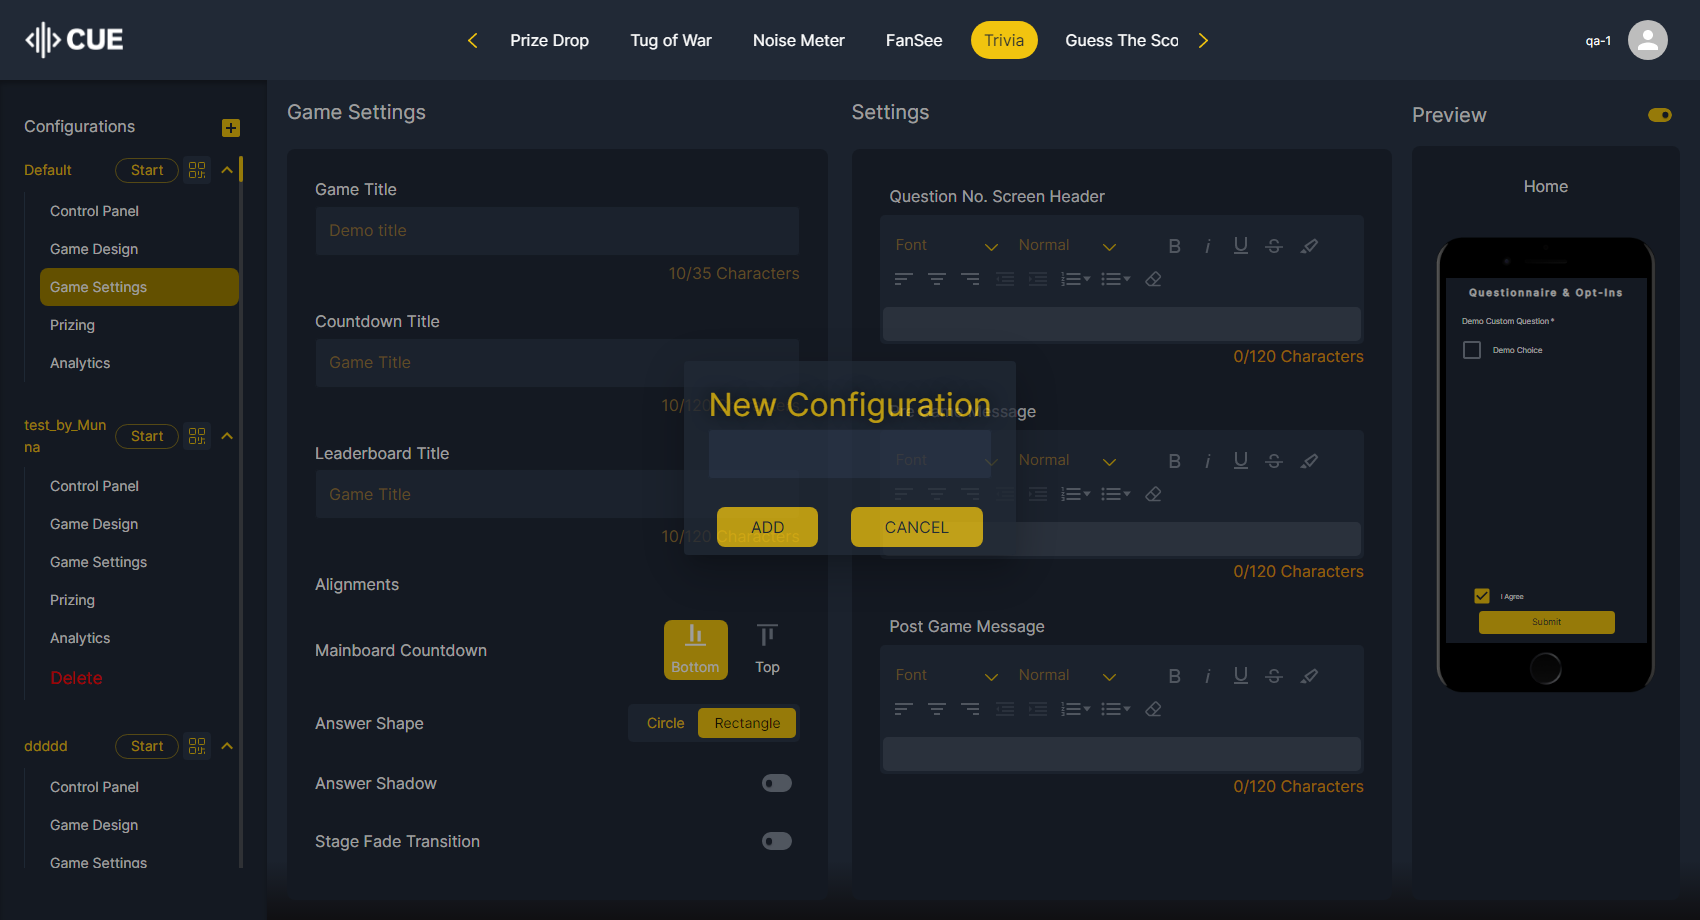 CUE
Prize Drop
Tug of War
Noise Meter
FanSee
Trivia
Guess The Sco
qa-1
Configurations
Default
Start
Control Panel
Game Design
Game Settings
Prizing
Analytics
test_by_Mun
na
Start
Control Panel
Game Design
Game Settings
Prizing
Analytics
Delete
ddddd
Start
Control Panel
Game Design
Game Settings
Game Settings
Game Title
Demo title
10/35 Characters
Countdown Title
Game Title
10/120
Leaderboard Title
Game Title
10/120 Characters
Alignments
Mainboard Countdown
Bottom
Top
Answer Shape
Circle
Rectangle
Answer Shadow
Stage Fade Transition
New Configuration
ADD
CANCEL
Settings
Question No. Screen Header
Font
Normal
B i U S
0/120 Characters
Game Message
Font
Normal
B i U S
0/120 Characters
Post Game Message
Font
Normal
B i U S
0/120 Characters
Preview
Home
Questionnaire & Opt-Ins
Demo Custom Question *
Demo Choice
I Agree
Submit